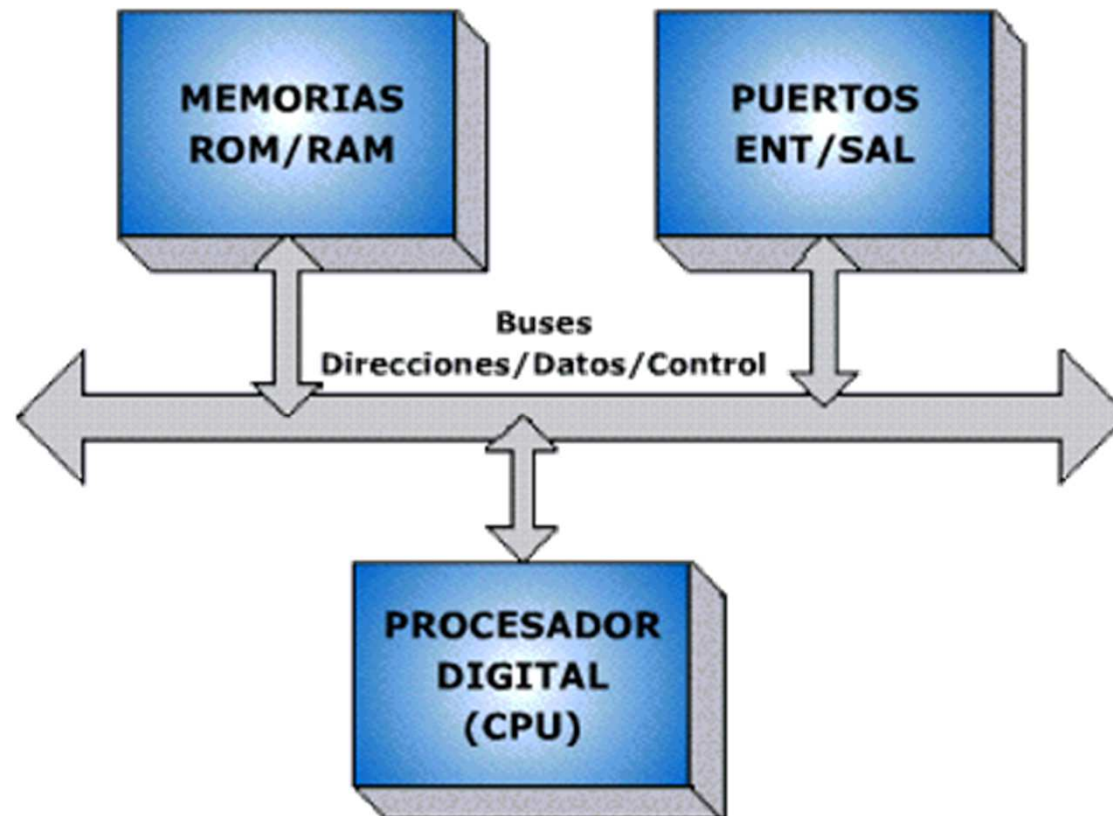 MEMORIAS
ROM/RAM
PUERTOS
ENT/SAL
Buses
Direcciones/Datos/Control
PROCESADOR
DIGITAL
(CPU)